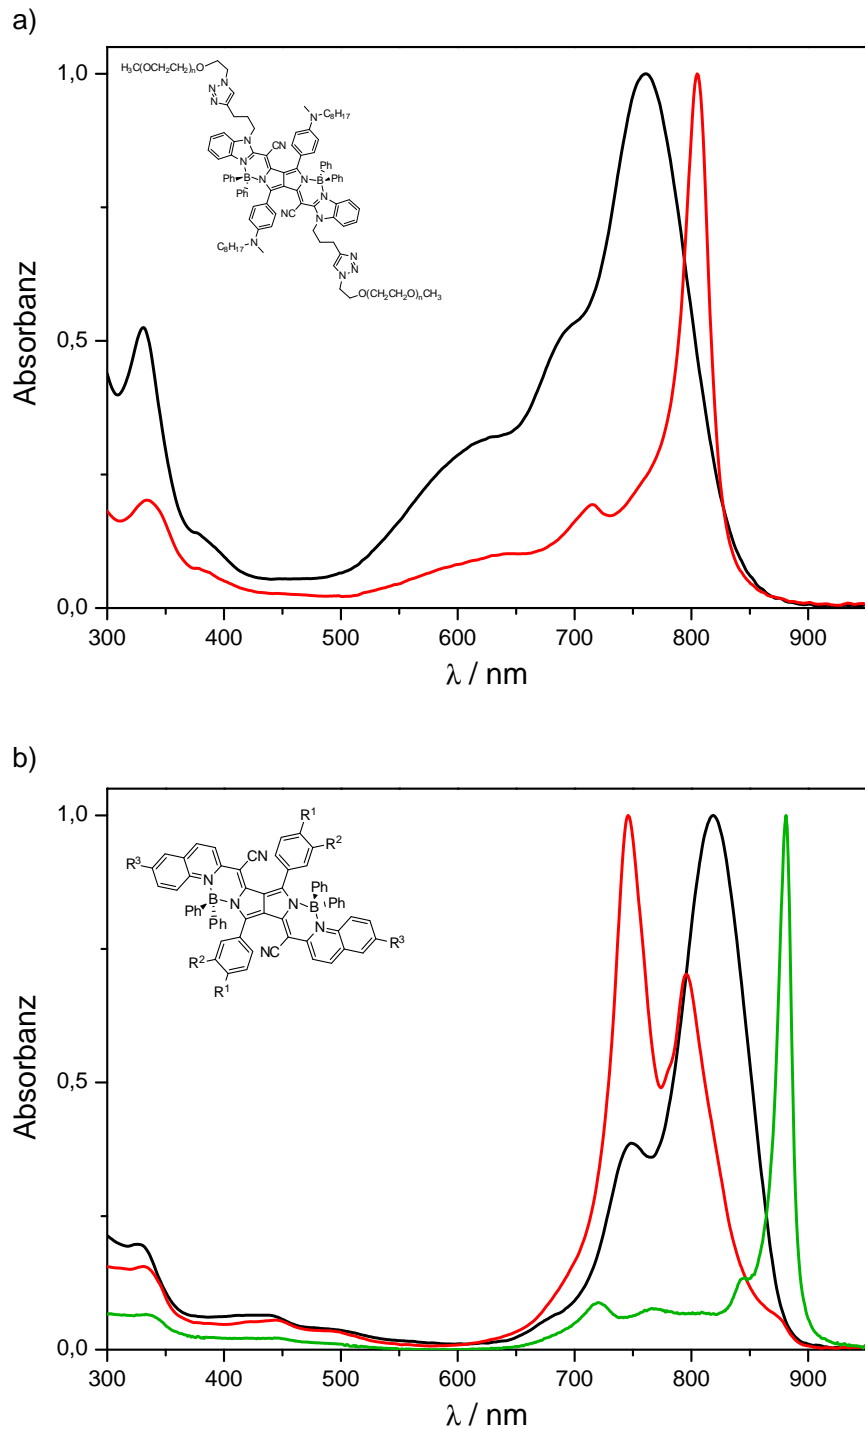 a)
1,0
0,5
0,0
Absorbanz
300 400 500 600 700 800 900
λ / nm
H₃C(OCH₂CH₂)ₙO
N
N
N
N
CN
N
C₈H₁₇
N
B
N
Ph
Ph
Ph
Ph
N
B
N
N
NC
C₈H₁₇
N
N
N
N
O(CH₂CH₂O)ₙCH₃
b)
1,0
0,5
0,0
Absorbanz
300 400 500 600 700 800 900
λ / nm
R¹
R²
R³
CN
N
B
N
Ph
Ph
Ph
Ph
N
B
N
NC
R³
R²
R¹